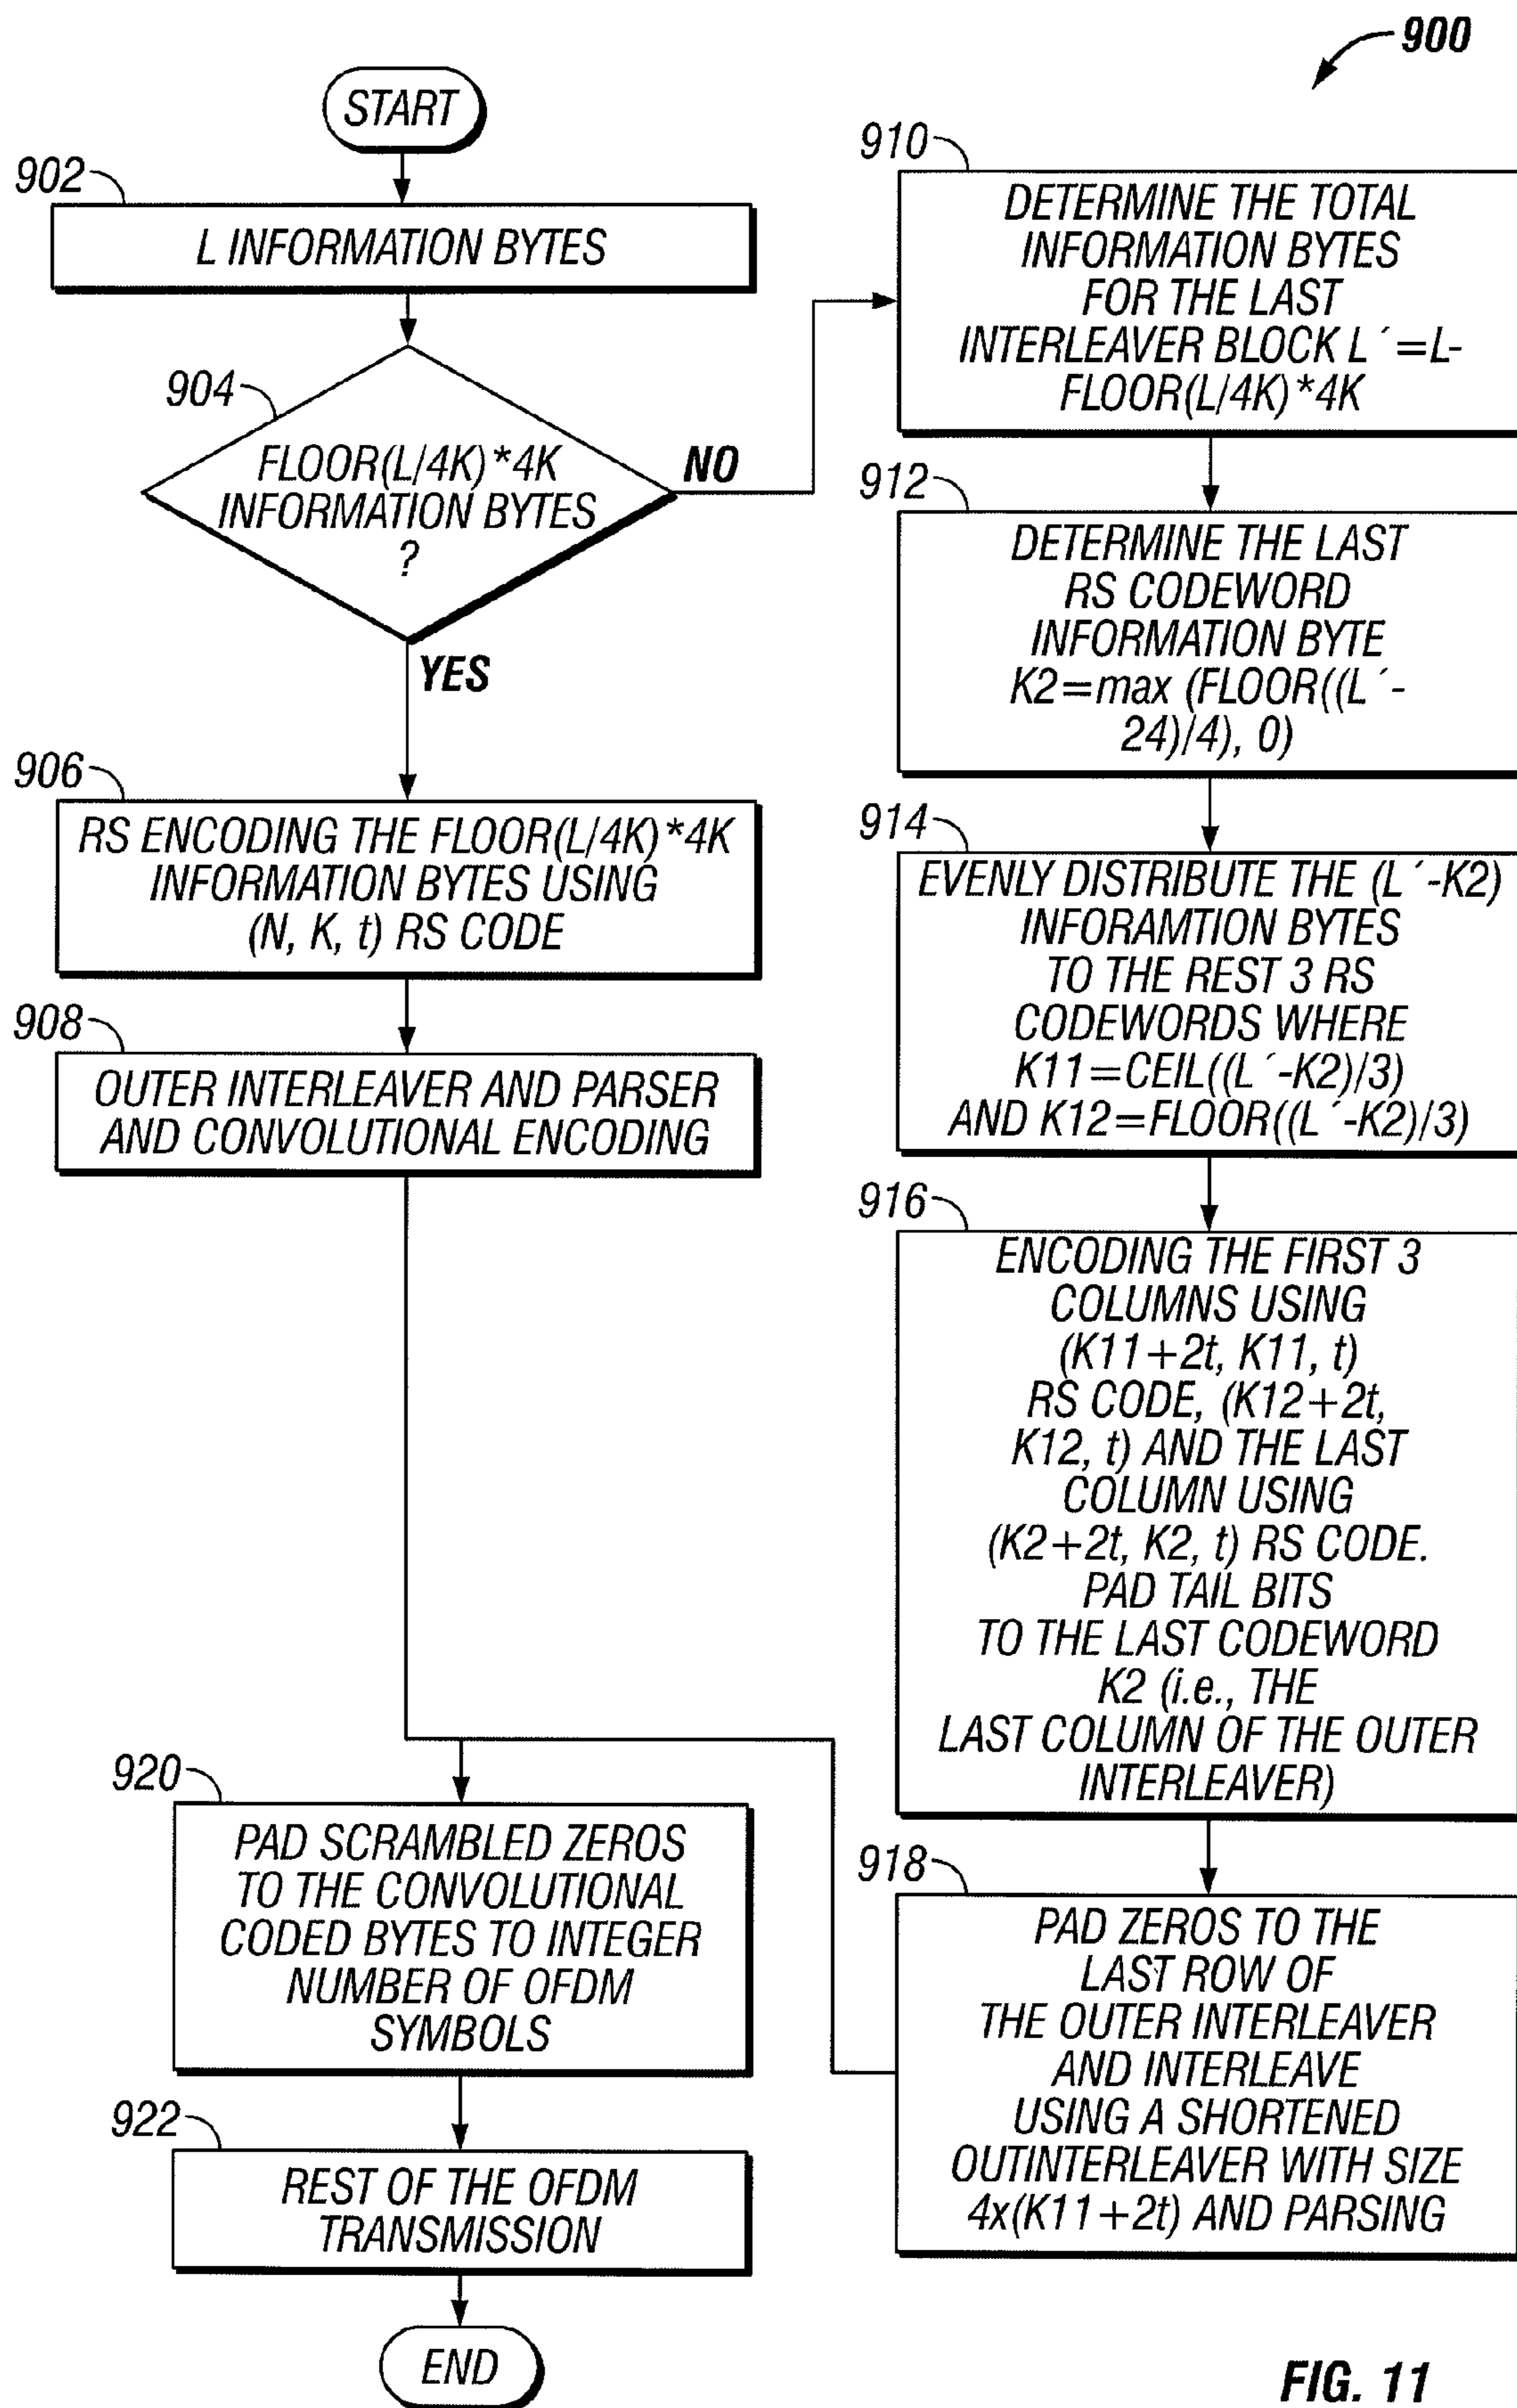 900
START
902
L INFORMATION BYTES
904
FLOOR(L/4K)*4K
INFORMATION BYTES
?
NO
YES
906
RS ENCODING THE FLOOR(L/4K)*4K
INFORMATION BYTES USING
(N, K, t) RS CODE
908
OUTER INTERLEAVER AND PARSER
AND CONVOLUTIONAL ENCODING
910
DETERMINE THE TOTAL
INFORMATION BYTES
FOR THE LAST
INTERLEAVER BLOCK L´=L-
FLOOR(L/4K)*4K
912
DETERMINE THE LAST
RS CODEWORD
INFORMATION BYTE
K2=max (FLOOR((L´-
24)/4), 0)
914
EVENLY DISTRIBUTE THE (L´-K2)
INFORAMTION BYTES
TO THE REST 3 RS
CODEWORDS WHERE
K11=CEIL((L´-K2)/3)
AND K12=FLOOR((L´-K2)/3)
916
ENCODING THE FIRST 3
COLUMNS USING
(K11+2t, K11, t)
RS CODE, (K12+2t,
K12, t) AND THE LAST
COLUMN USING
(K2+2t, K2, t) RS CODE.
PAD TAIL BITS
TO THE LAST CODEWORD
K2 (i.e., THE
LAST COLUMN OF THE OUTER
INTERLEAVER)
918
PAD ZEROS TO THE
LAST ROW OF
THE OUTER INTERLEAVER
AND INTERLEAVE
USING A SHORTENED
OUTINTERLEAVER WITH SIZE
4x(K11+2t) AND PARSING
920
PAD SCRAMBLED ZEROS
TO THE CONVOLUTIONAL
CODED BYTES TO INTEGER
NUMBER OF OFDM
SYMBOLS
922
REST OF THE OFDM
TRANSMISSION
END
FIG. 11